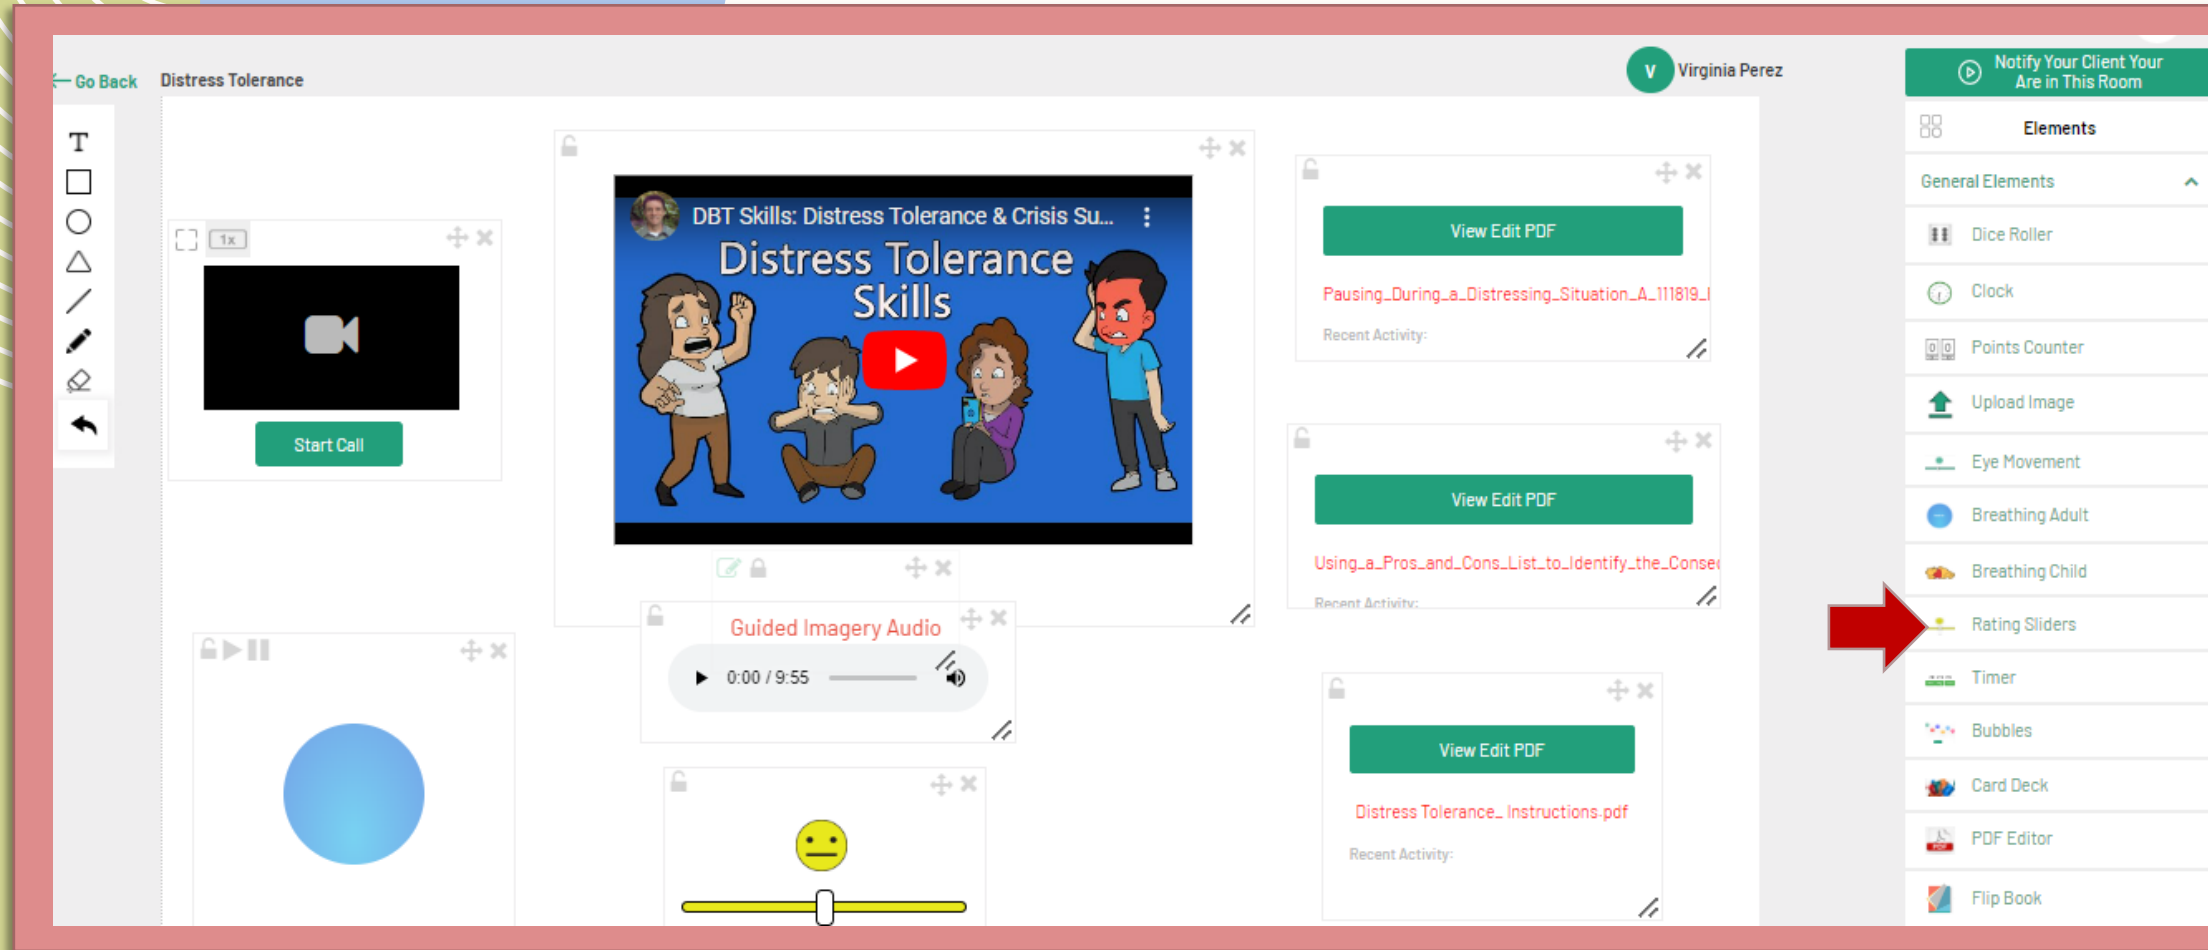 Go Back
Distress Tolerance
V
Virginia Perez
T
1x
Start Call
DBT Skills: Distress Tolerance & Crisis Su...
Distress Tolerance
Skills
Guided Imagery Audio
0:00 / 9:55
View Edit PDF
Pausing_During_a_Distressing_Situation_A_111819_
Recent Activity:
View Edit PDF
Using_a_Pros_and_Cons_List_to_Identify_the_Conse
Recent Activity:
View Edit PDF
Distress Tolerance_ Instructions.pdf
Recent Activity:
Notify Your Client Your
Are in This Room
Elements
General Elements
Dice Roller
Clock
Points Counter
Upload Image
Eye Movement
Breathing Adult
Breathing Child
Rating Sliders
Timer
Bubbles
Card Deck
PDF Editor
Flip Book